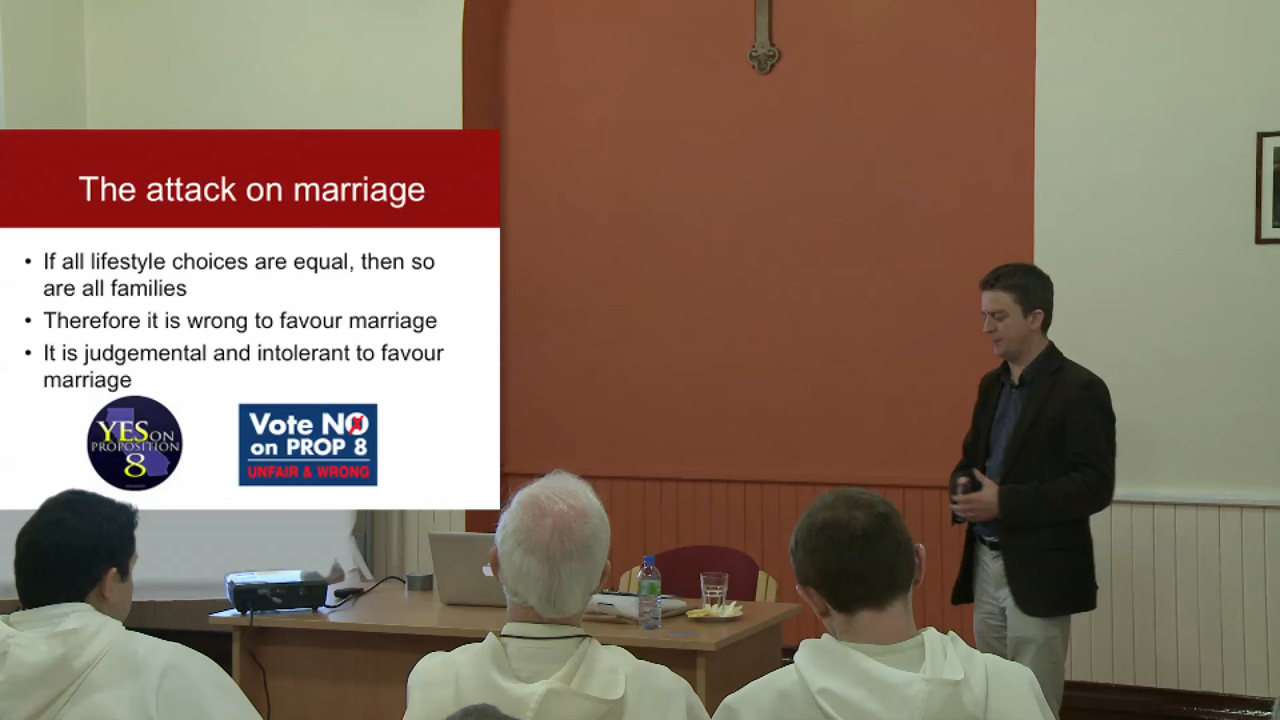 The attack on marriage
• If all lifestyle choices are equal, then so
are all families
• Therefore it is wrong to favour marriage
• It is judgemental and intolerant to favour
marriage
YES ON
PROPOSITION
8
Vote NO
on PROP 8
UNFAIR & WRONG